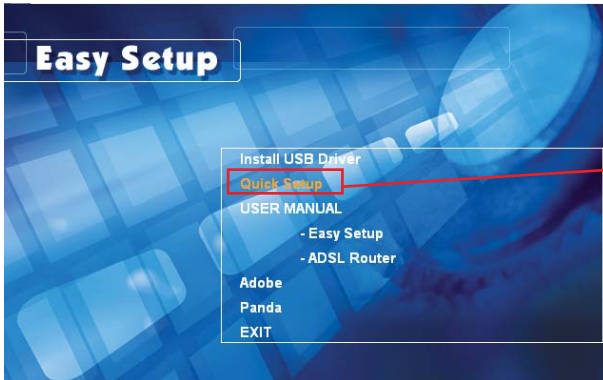 Easy Setup
Install USB Driver
Quick Setup
USER MANUAL
- Easy Setup
- ADSL Router
Adobe
Panda
EXIT